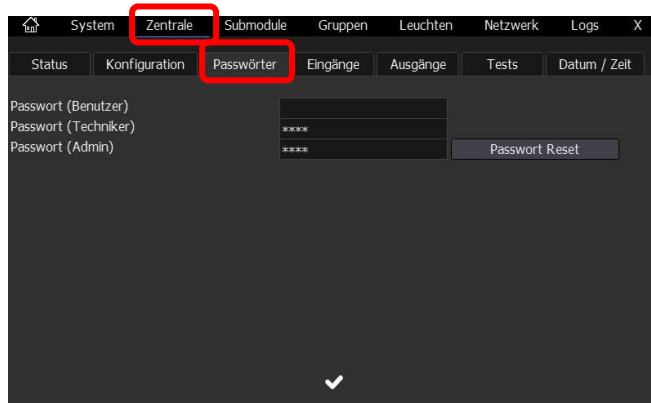 System Zentrale Submodule Gruppen Leuchten Netzwerk Logs X
Status Konfiguration Passwörter Eingänge Ausgänge Tests Datum / Zeit
Passwort (Benutzer)
Passwort (Techniker) ****
Passwort (Admin) **** Passwort Reset